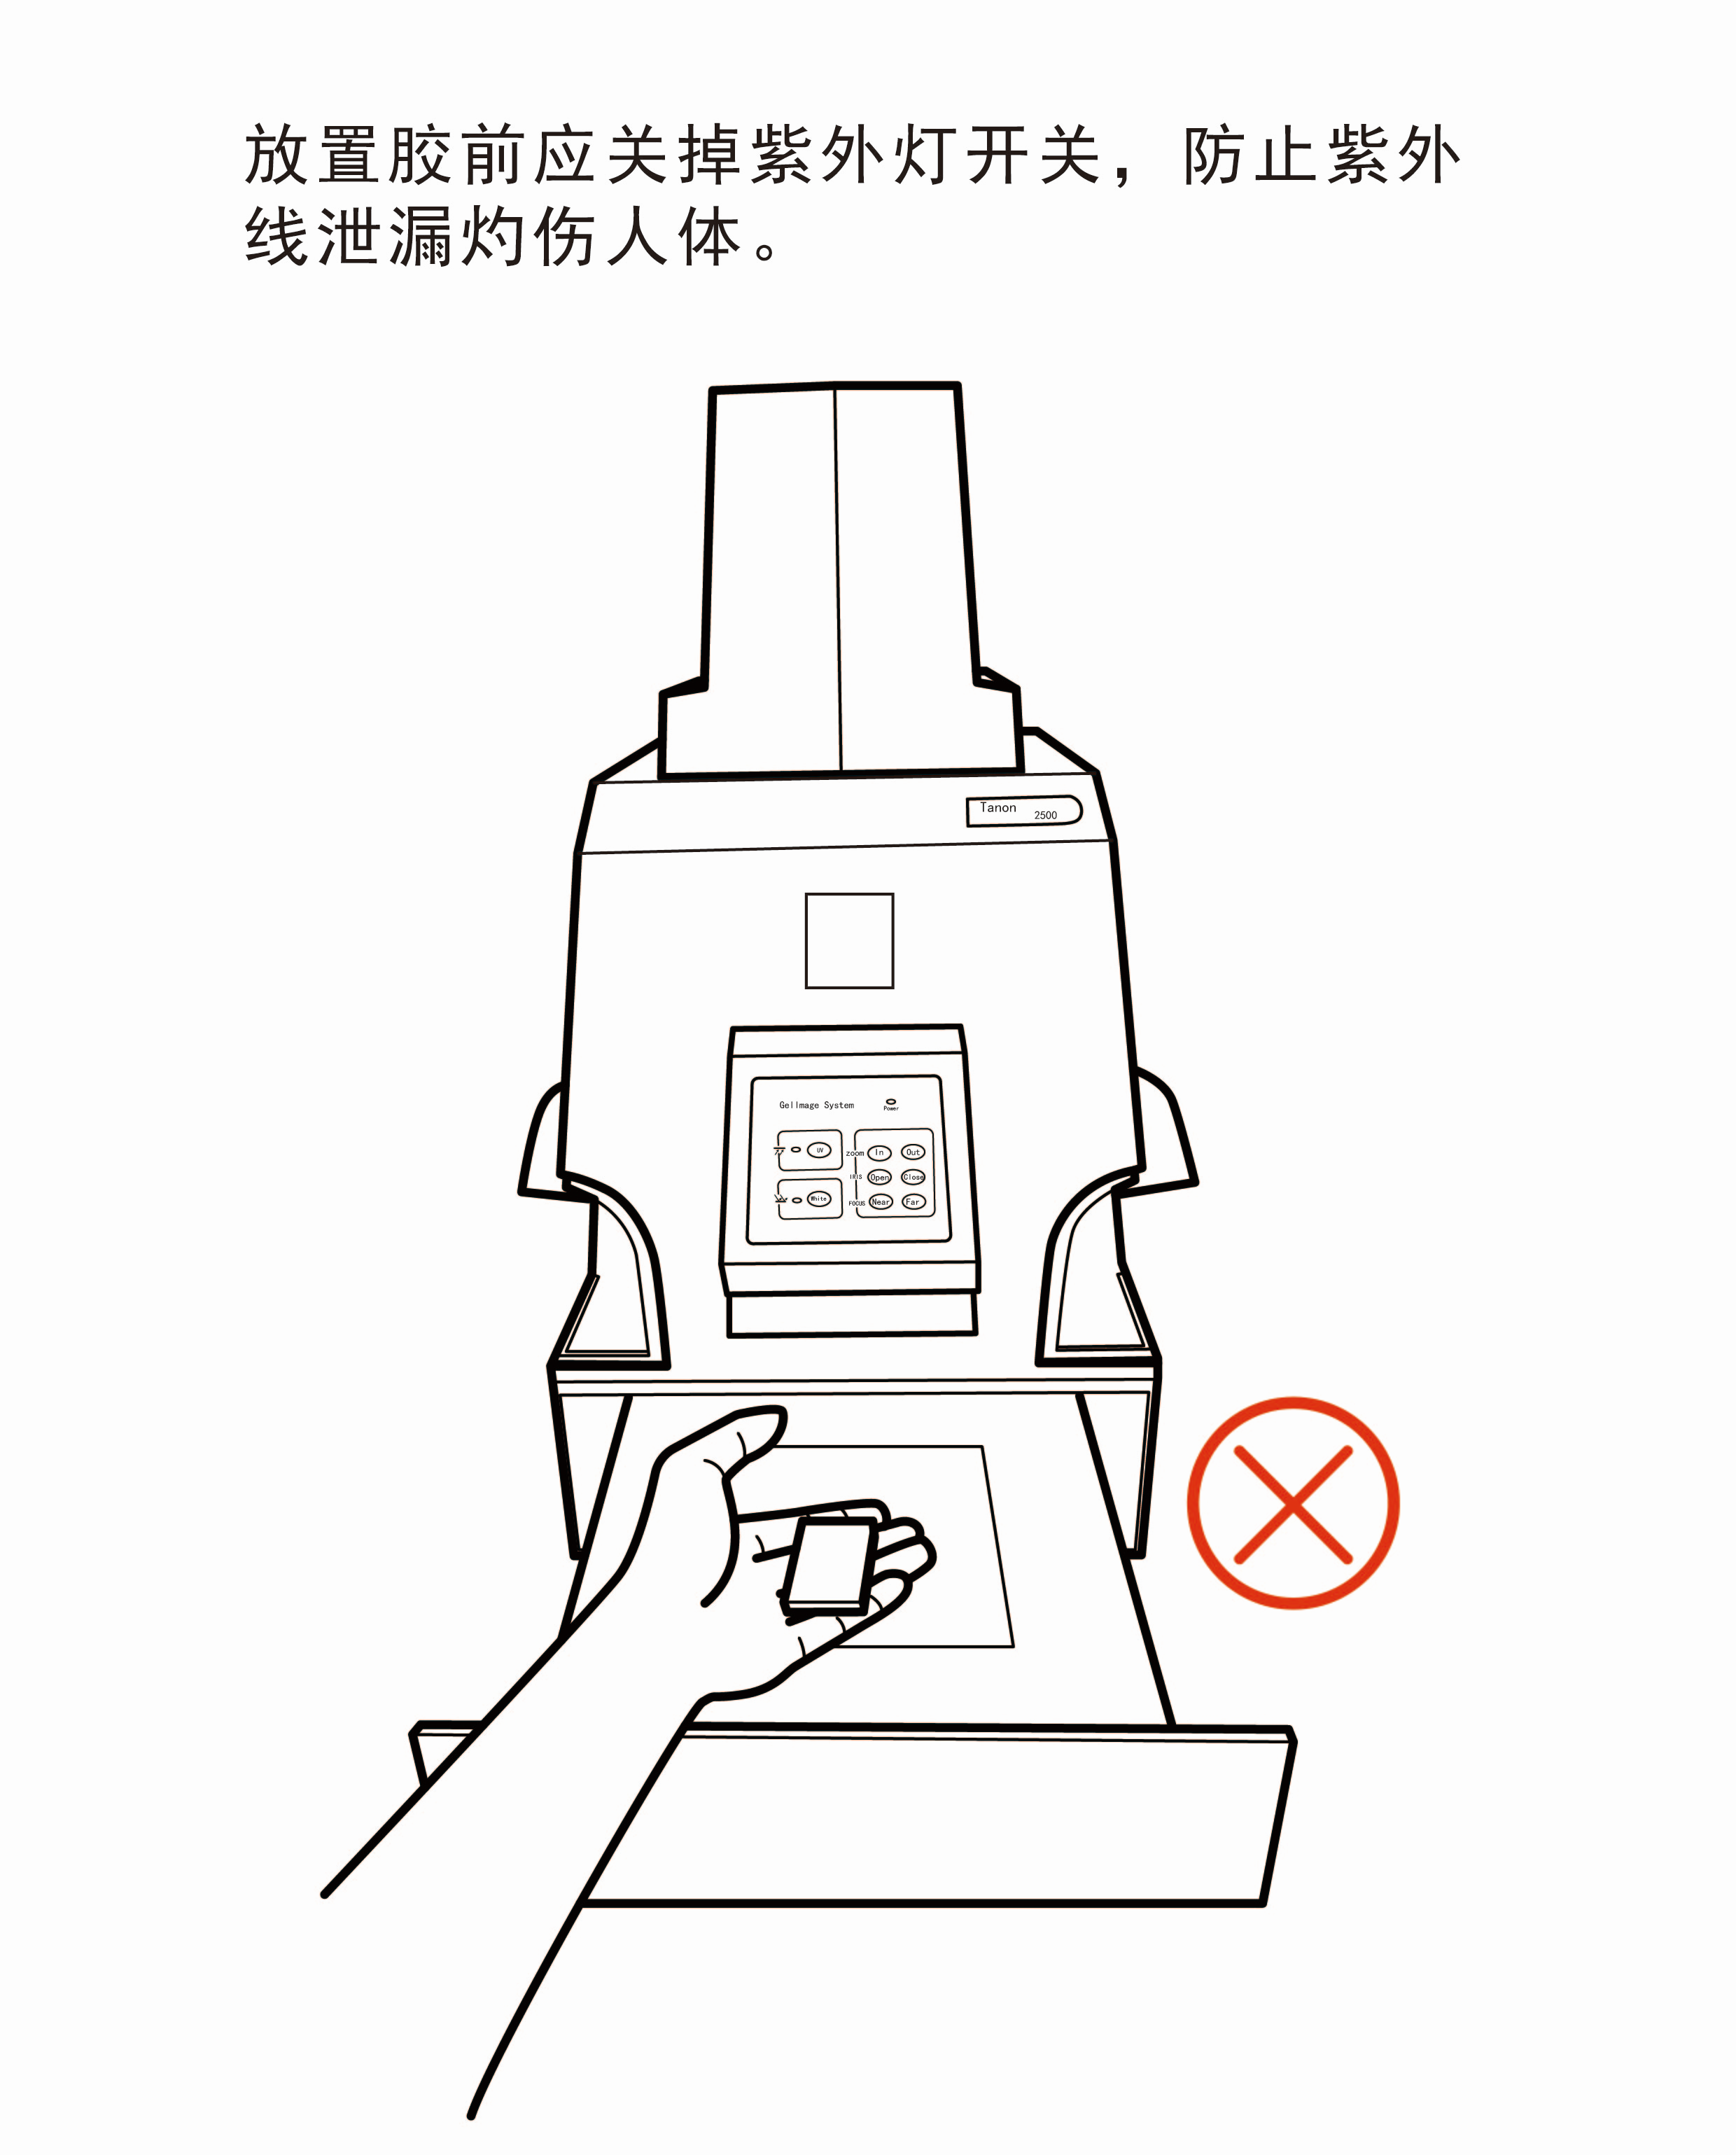 放置胶前应关掉紫外灯开关，防止紫外
线泄漏灼伤人体。
Tanon
2500
GelImage System
Power
UV
zoom In Out
IRIS Open Close
White
FOCUS Near Far